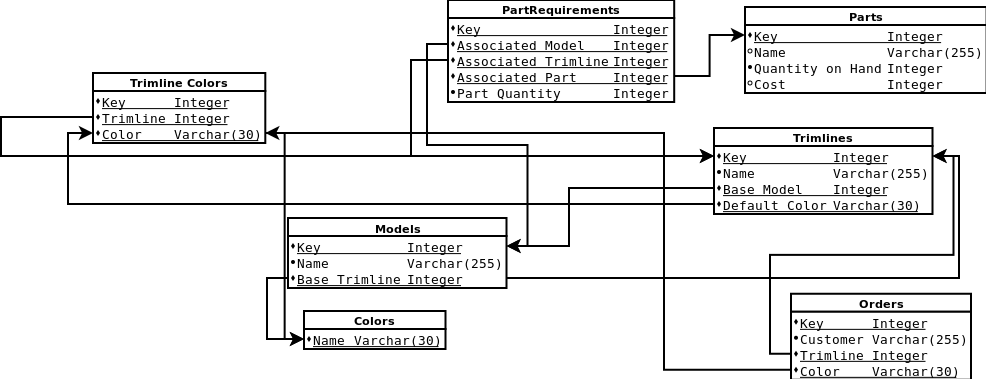 PartRequirements
Key Integer
Associated Model Integer
Associated Trimline Integer
Associated Part Integer
Part Quantity Integer
Parts
Key Integer
Name Varchar(255)
Quantity on Hand Integer
Cost Integer
Trimline Colors
Key Integer
Trimline Integer
Color Varchar(30)
Trimlines
Key Integer
Name Varchar(255)
Base Model Integer
Default Color Varchar(30)
Models
Key Integer
Name Varchar(255)
Base Trimline Integer
Colors
Name Varchar(30)
Orders
Key Integer
Customer Varchar(255)
Trimline Integer
Color Varchar(30)